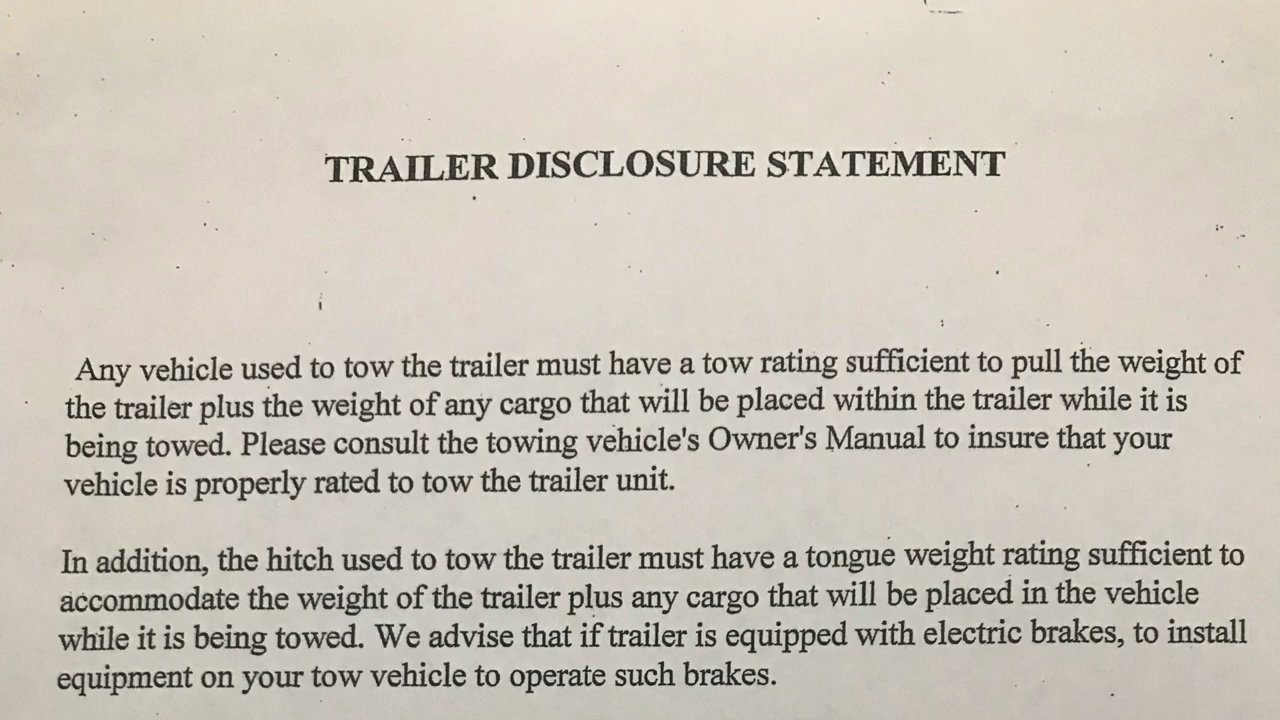 TRAILER DISCLOSURE STATEMENT
Any vehicle used to tow the trailer must have a tow rating sufficient to pull the weight of
the trailer plus the weight of any cargo that will be placed within the trailer while it is
being towed. Please consult the towing vehicle's Owner's Manual to insure that your
vehicle is properly rated to tow the trailer unit.
In addition, the hitch used to tow the trailer must have a tongue weight rating sufficient to
accommodate the weight of the trailer plus any cargo that will be placed in the vehicle
while it is being towed. We advise that if trailer is equipped with electric brakes, to install
equipment on your tow vehicle to operate such brakes.